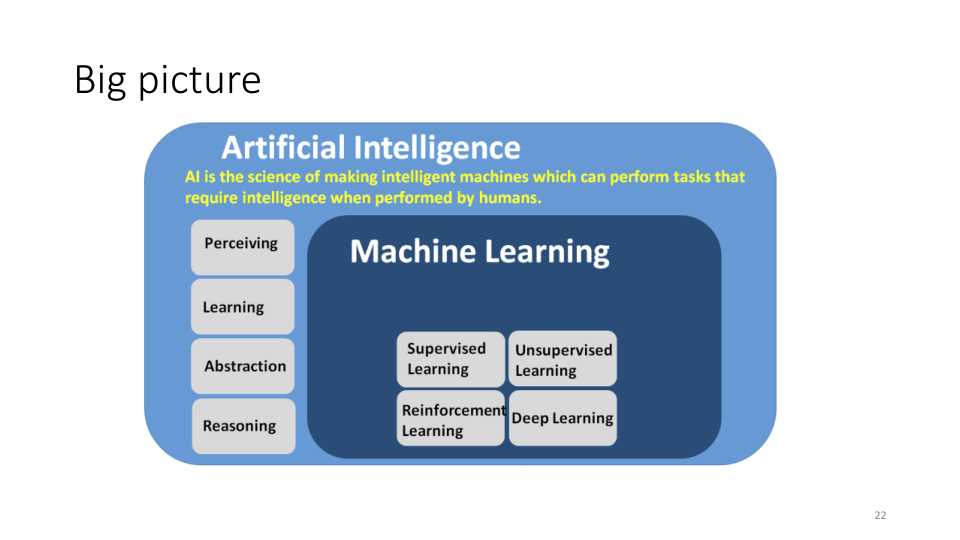 Big picture
Artificial Intelligence
AI is the science of making intelligent machines which can perform tasks that
require intelligence when performed by humans.
Perceiving
Learning
Abstraction
Reasoning
Machine Learning
Supervised
Learning
Unsupervised
Learning
Reinforcement
Learning
Deep Learning
22